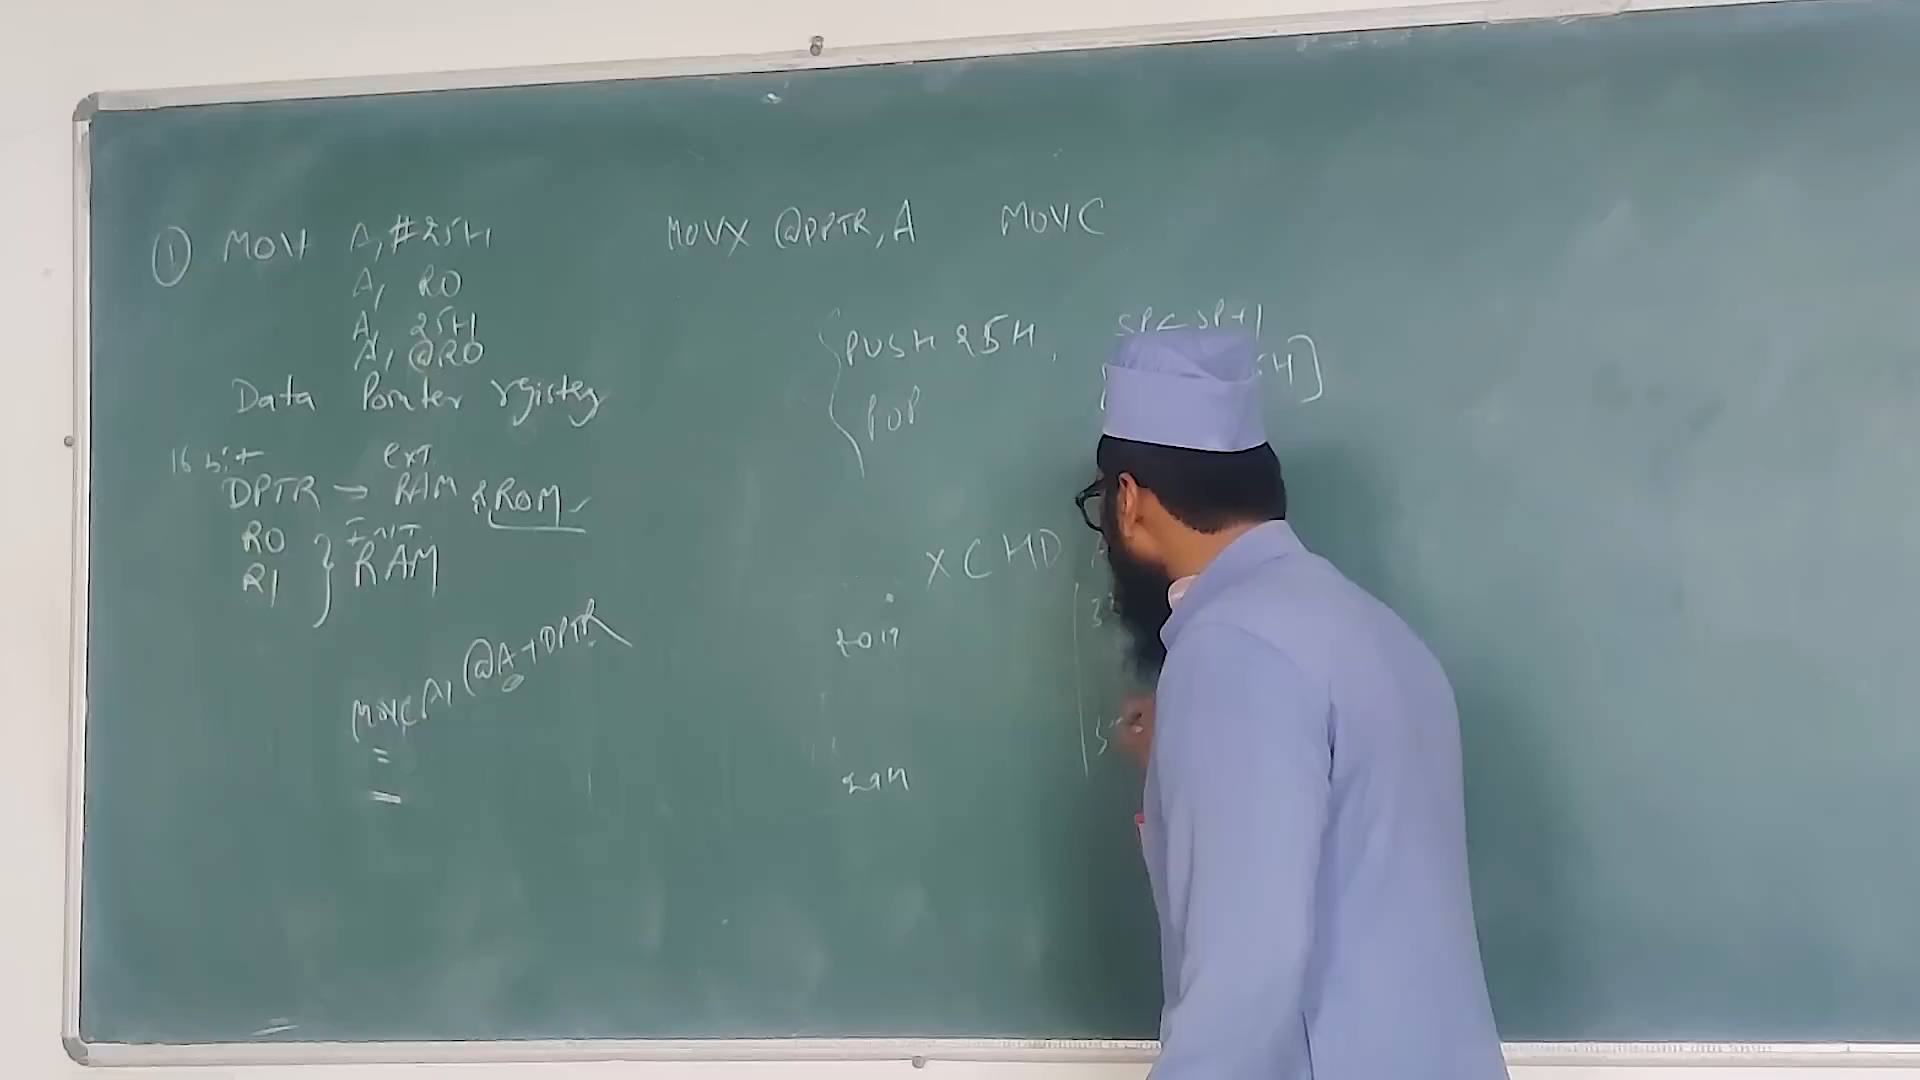 ① MOV A, #25H
A, R0
A, 25H
A, @R0
Data Pointer register
16 bit
ext.
DPTR → RAM & ROM
R0
R1
Int.
RAM
MOVC A, @A+DPTR
MOVX @DPTR, A MOVC
PUSH 25H, SP< SP+1
POP
XCHD